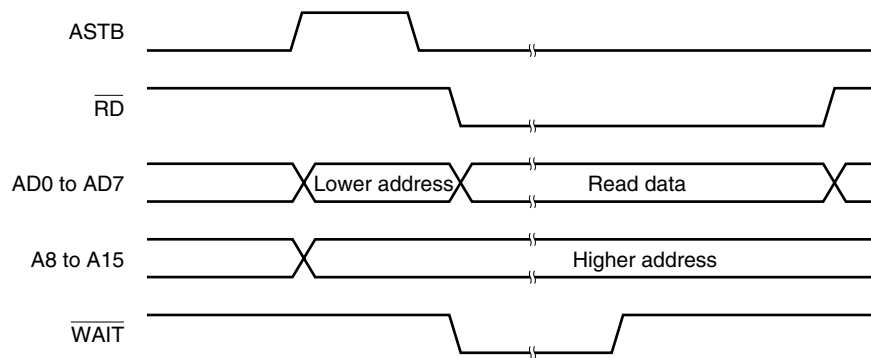 ASTB
RD
AD0 to AD7
Lower address
Read data
A8 to A15
Higher address
WAIT